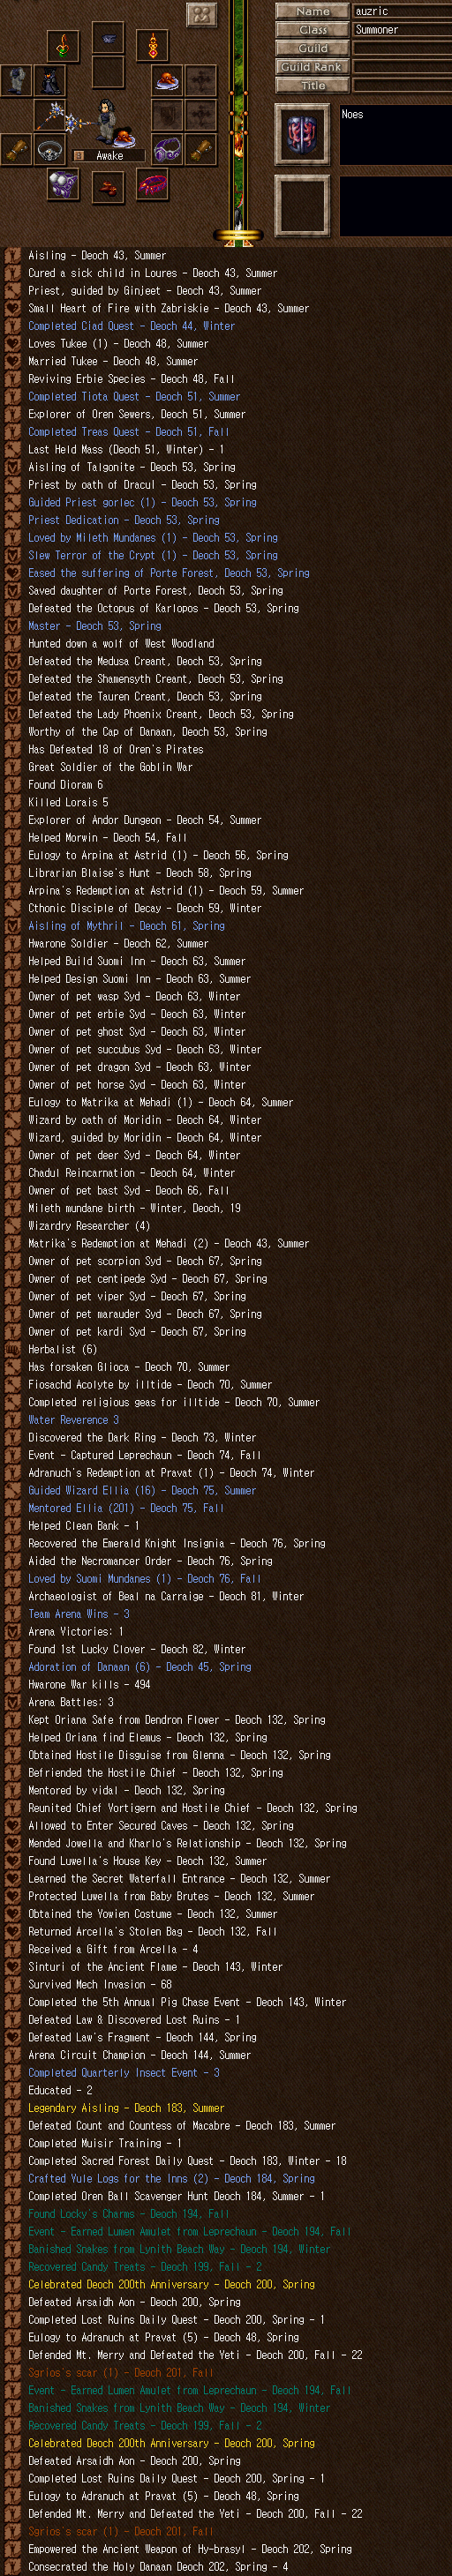 Name auzric
Class Summoner
Guild
Guild Rank
Title
Noes
Awake
Aisling - Deoch 43, Summer
Cured a sick child in Loures - Deoch 43, Summer
Priest, guided by Ginjeet - Deoch 43, Summer
Small Heart of Fire with Zabriskie - Deoch 43, Summer
Completed Ciad Quest - Deoch 44, Winter
Loves Tukee (1) - Deoch 48, Summer
Married Tukee - Deoch 48, Summer
Reviving Erbie Species - Deoch 48, Fall
Completed Tiota Quest - Deoch 51, Summer
Explorer of Oren Sewers, Deoch 51, Summer
Completed Treas Quest - Deoch 51, Fall
Last Held Mass (Deoch 51, Winter) - 1
Aisling of Talgonite - Deoch 53, Spring
Priest by oath of Dracul - Deoch 53, Spring
Guided Priest gorlec (1) - Deoch 53, Spring
Priest Dedication - Deoch 53, Spring
Loved by Mileth Mundanes (1) - Deoch 53, Spring
Slew Terror of the Crypt (1) - Deoch 53, Spring
Eased the suffering of Porte Forest, Deoch 53, Spring
Saved daughter of Porte Forest, Deoch 53, Spring
Defeated the Octopus of Karlopos - Deoch 53, Spring
Master - Deoch 53, Spring
Hunted down a wolf of West Woodland
Defeated the Medusa Creant, Deoch 53, Spring
Defeated the Shamensyth Creant, Deoch 53, Spring
Defeated the Tauren Creant, Deoch 53, Spring
Defeated the Lady Phoenix Creant, Deoch 53, Spring
Worthy of the Cap of Danaan, Deoch 53, Spring
Has Defeated 18 of Oren's Pirates
Great Soldier of the Goblin War
Found Dioram 6
Killed Lorais 5
Explorer of Andor Dungeon - Deoch 54, Summer
Helped Morwin - Deoch 54, Fall
Eulogy to Arpina at Astrid (1) - Deoch 56, Spring
Librarian Blaise's Hunt - Deoch 58, Spring
Arpina's Redemption at Astrid (1) - Deoch 59, Summer
Cthonic Disciple of Decay - Deoch 59, Winter
Aisling of Mythril - Deoch 61, Spring
Hwarone Soldier - Deoch 62, Summer
Helped Build Suomi Inn - Deoch 63, Summer
Helped Design Suomi Inn - Deoch 63, Summer
Owner of pet wasp Syd - Deoch 63, Winter
Owner of pet erbie Syd - Deoch 63, Winter
Owner of pet ghost Syd - Deoch 63, Winter
Owner of pet succubus Syd - Deoch 63, Winter
Owner of pet dragon Syd - Deoch 63, Winter
Owner of pet horse Syd - Deoch 63, Winter
Eulogy to Matrika at Mehadi (1) - Deoch 64, Summer
Wizard by oath of Moridin - Deoch 64, Winter
Wizard, guided by Moridin - Deoch 64, Winter
Owner of pet deer Syd - Deoch 64, Winter
Chadul Reincarnation - Deoch 64, Winter
Owner of pet bast Syd - Deoch 66, Fall
Mileth mundane birth - Winter, Deoch, 19
Wizardry Researcher (4)
Matrika's Redemption at Mehadi (2) - Deoch 43, Summer
Owner of pet scorpion Syd - Deoch 67, Spring
Owner of pet centipede Syd - Deoch 67, Spring
Owner of pet viper Syd - Deoch 67, Spring
Owner of pet marauder Syd - Deoch 67, Spring
Owner of pet kardi Syd - Deoch 67, Spring
Herbalist (6)
Has forsaken Glioca - Deoch 70, Summer
Fiosachd Acolyte by illtide - Deoch 70, Summer
Completed religious geas for illtide - Deoch 70, Summer
Water Reverence 3
Discovered the Dark Ring - Deoch 73, Winter
Event - Captured Leprechaun - Deoch 74, Fall
Adranuch's Redemption at Pravat (1) - Deoch 74, Winter
Guided Wizard Ellia (16) - Deoch 75, Summer
Mentored Ellia (201) - Deoch 75, Fall
Helped Clean Bank - 1
Recovered the Emerald Knight Insignia - Deoch 76, Spring
Aided the Necromancer Order - Deoch 76, Spring
Loved by Suomi Mundanes (1) - Deoch 76, Fall
Archaeologist of Beal na Carraige - Deoch 81, Winter
Team Arena Wins - 3
Arena Victories: 1
Found 1st Lucky Clover - Deoch 82, Winter
Adoration of Danaan (6) - Deoch 45, Spring
Hwarone War kills - 494
Arena Battles: 3
Kept Oriana Safe from Dendron Flower - Deoch 132, Spring
Helped Oriana find Elemus - Deoch 132, Spring
Obtained Hostile Disguise from Glenna - Deoch 132, Spring
Befriended the Hostile Chief - Deoch 132, Spring
Mentored by vidal - Deoch 132, Spring
Reunited Chief Vortigern and Hostile Chief - Deoch 132, Spring
Allowed to Enter Secured Caves - Deoch 132, Spring
Mended Jowella and Kharlo's Relationship - Deoch 132, Spring
Found Luwella's House Key - Deoch 132, Summer
Learned the Secret Waterfall Entrance - Deoch 132, Summer
Protected Luwella from Baby Brutes - Deoch 132, Summer
Obtained the Yowien Costume - Deoch 132, Summer
Returned Arcella's Stolen Bag - Deoch 132, Fall
Received a Gift from Arcella - 4
Sinturi of the Ancient Flame - Deoch 143, Winter
Survived Mech Invasion - 68
Completed the 5th Annual Pig Chase Event - Deoch 143, Winter
Defeated Law & Discovered Lost Ruins - 1
Defeated Law's Fragment - Deoch 144, Spring
Arena Circuit Champion - Deoch 144, Summer
Completed Quarterly Insect Event - 3
Educated - 2
Legendary Aisling - Deoch 183, Summer
Defeated Count and Countess of Macabre - Deoch 183, Summer
Completed Muisir Training - 1
Completed Sacred Forest Daily Quest - Deoch 183, Winter - 18
Crafted Yule Logs for the Inns (2) - Deoch 184, Spring
Completed Oren Ball Scavenger Hunt Deoch 184, Summer - 1
Found Locky's Charms - Deoch 194, Fall
Event - Earned Lumen Amulet from Leprechaun - Deoch 194, Fall
Banished Snakes from Lynith Beach Way - Deoch 194, Winter
Recovered Candy Treats - Deoch 199, Fall - 2
Celebrated Deoch 200th Anniversary - Deoch 200, Spring
Defeated Arsaidh Aon - Deoch 200, Spring
Completed Lost Ruins Daily Quest - Deoch 200, Spring - 1
Eulogy to Adranuch at Pravat (5) - Deoch 48, Spring
Defended Mt. Merry and Defeated the Yeti - Deoch 200, Fall - 22
Sgrios's scar (1) - Deoch 201, Fall
Event - Earned Lumen Amulet from Leprechaun - Deoch 194, Fall
Banished Snakes from Lynith Beach Way - Deoch 194, Winter
Recovered Candy Treats - Deoch 199, Fall - 2
Celebrated Deoch 200th Anniversary - Deoch 200, Spring
Defeated Arsaidh Aon - Deoch 200, Spring
Completed Lost Ruins Daily Quest - Deoch 200, Spring - 1
Eulogy to Adranuch at Pravat (5) - Deoch 48, Spring
Defended Mt. Merry and Defeated the Yeti - Deoch 200, Fall - 22
Sgrios's scar (1) - Deoch 201, Fall
Empowered the Ancient Weapon of Hy-brasyl - Deoch 202, Spring
Consecrated the Holy Danaan Deoch 202, Spring - 4